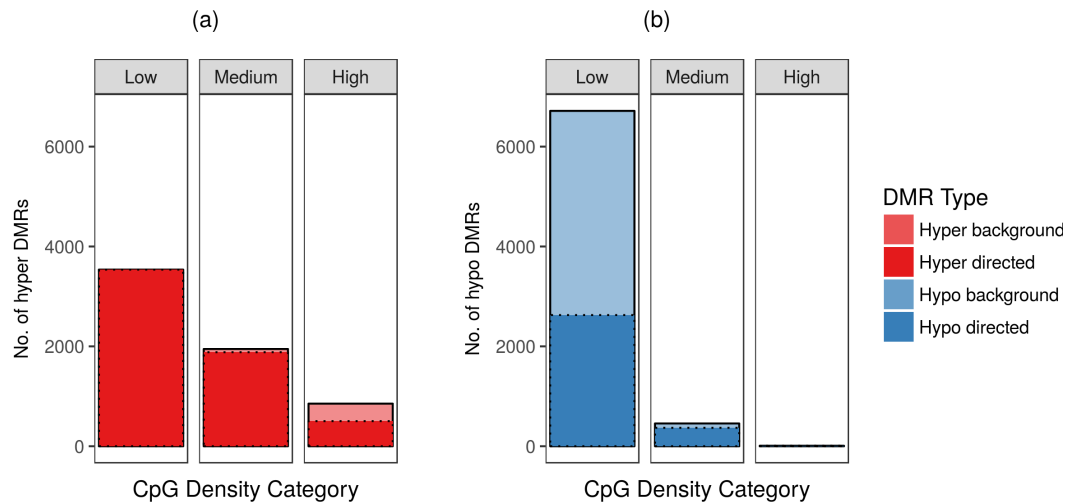 (a)
(b)
Low
Medium
High
Low
Medium
High
No. of hyper DMRs
6000
4000
2000
0
No. of hypo DMRs
6000
4000
2000
0
CpG Density Category
CpG Density Category
DMR Type
Hyper background
Hyper directed
Hypo background
Hypo directed